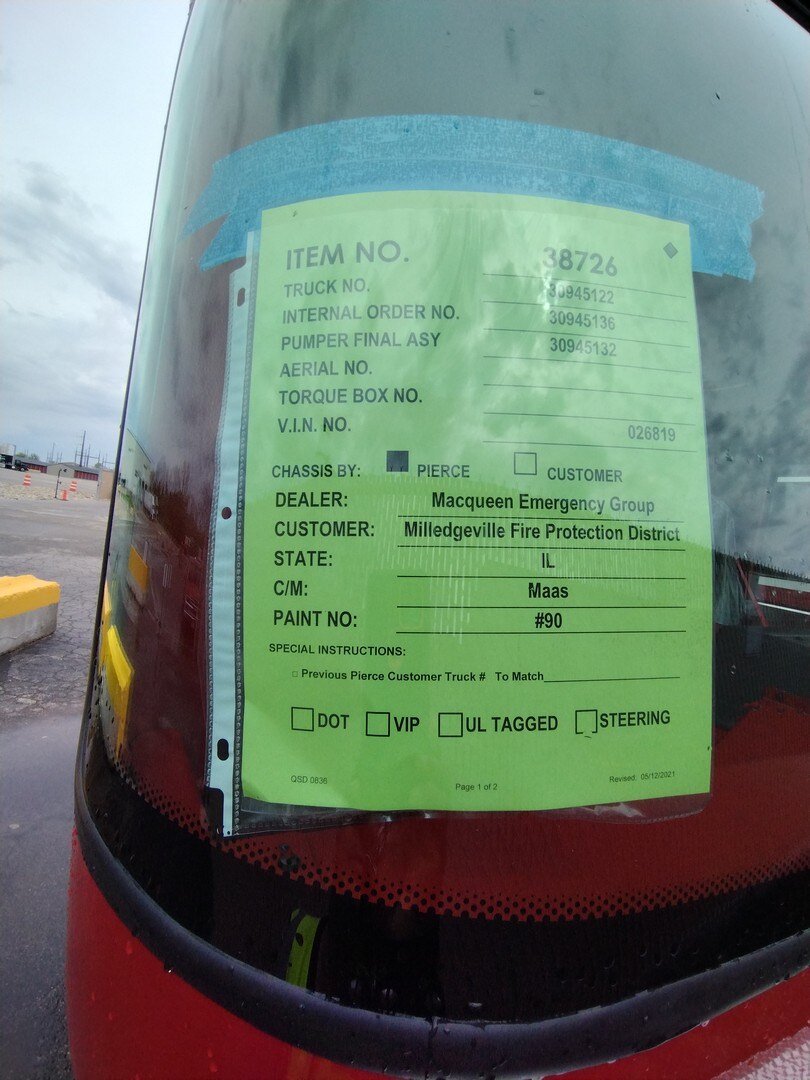 ITEM NO. 38726
TRUCK NO. 30945122
INTERNAL ORDER NO. 30945136
PUMPER FINAL ASY 30945132
AERIAL NO.
TORQUE BOX NO.
V.I.N. NO. 026819
CHASSIS BY: PIERCE CUSTOMER
DEALER: Macqueen Emergency Group
CUSTOMER: Milledgeville Fire Protection District
STATE: IL
C/M: Maas
PAINT NO: #90
SPECIAL INSTRUCTIONS:
Previous Pierce Customer Truck # To Match
DOT VIP UL TAGGED STEERING
QSD 0836 Page 1 of 2 Revised: 05/12/2021